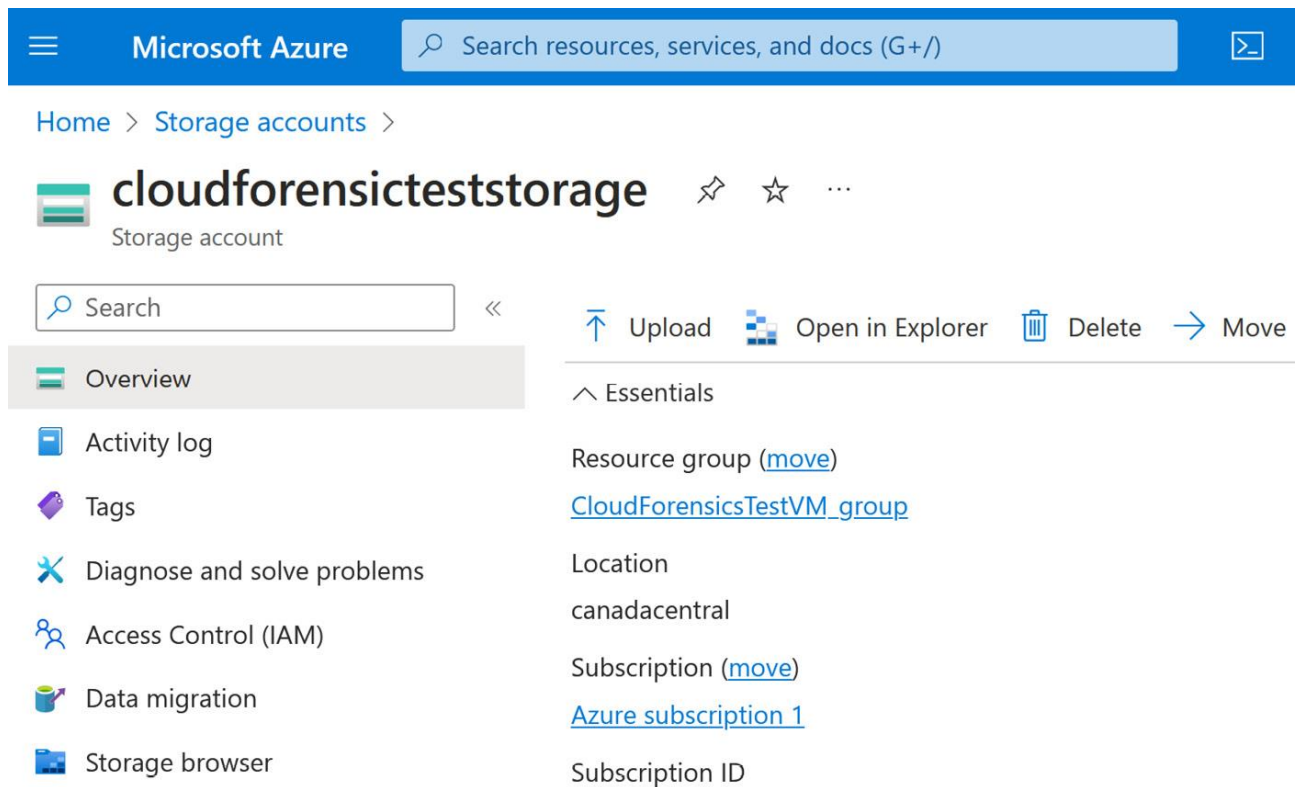 Microsoft Azure
Search resources, services, and docs (G+/)
Home > Storage accounts >
cloudforensicteststorage
Storage account
Search
Upload
Open in Explorer
Delete
Move
Overview
Activity log
Tags
Diagnose and solve problems
Access Control (IAM)
Data migration
Storage browser
Essentials
Resource group (move)
CloudForensicsTestVM_group
Location
canadacentral
Subscription (move)
Azure subscription 1
Subscription ID